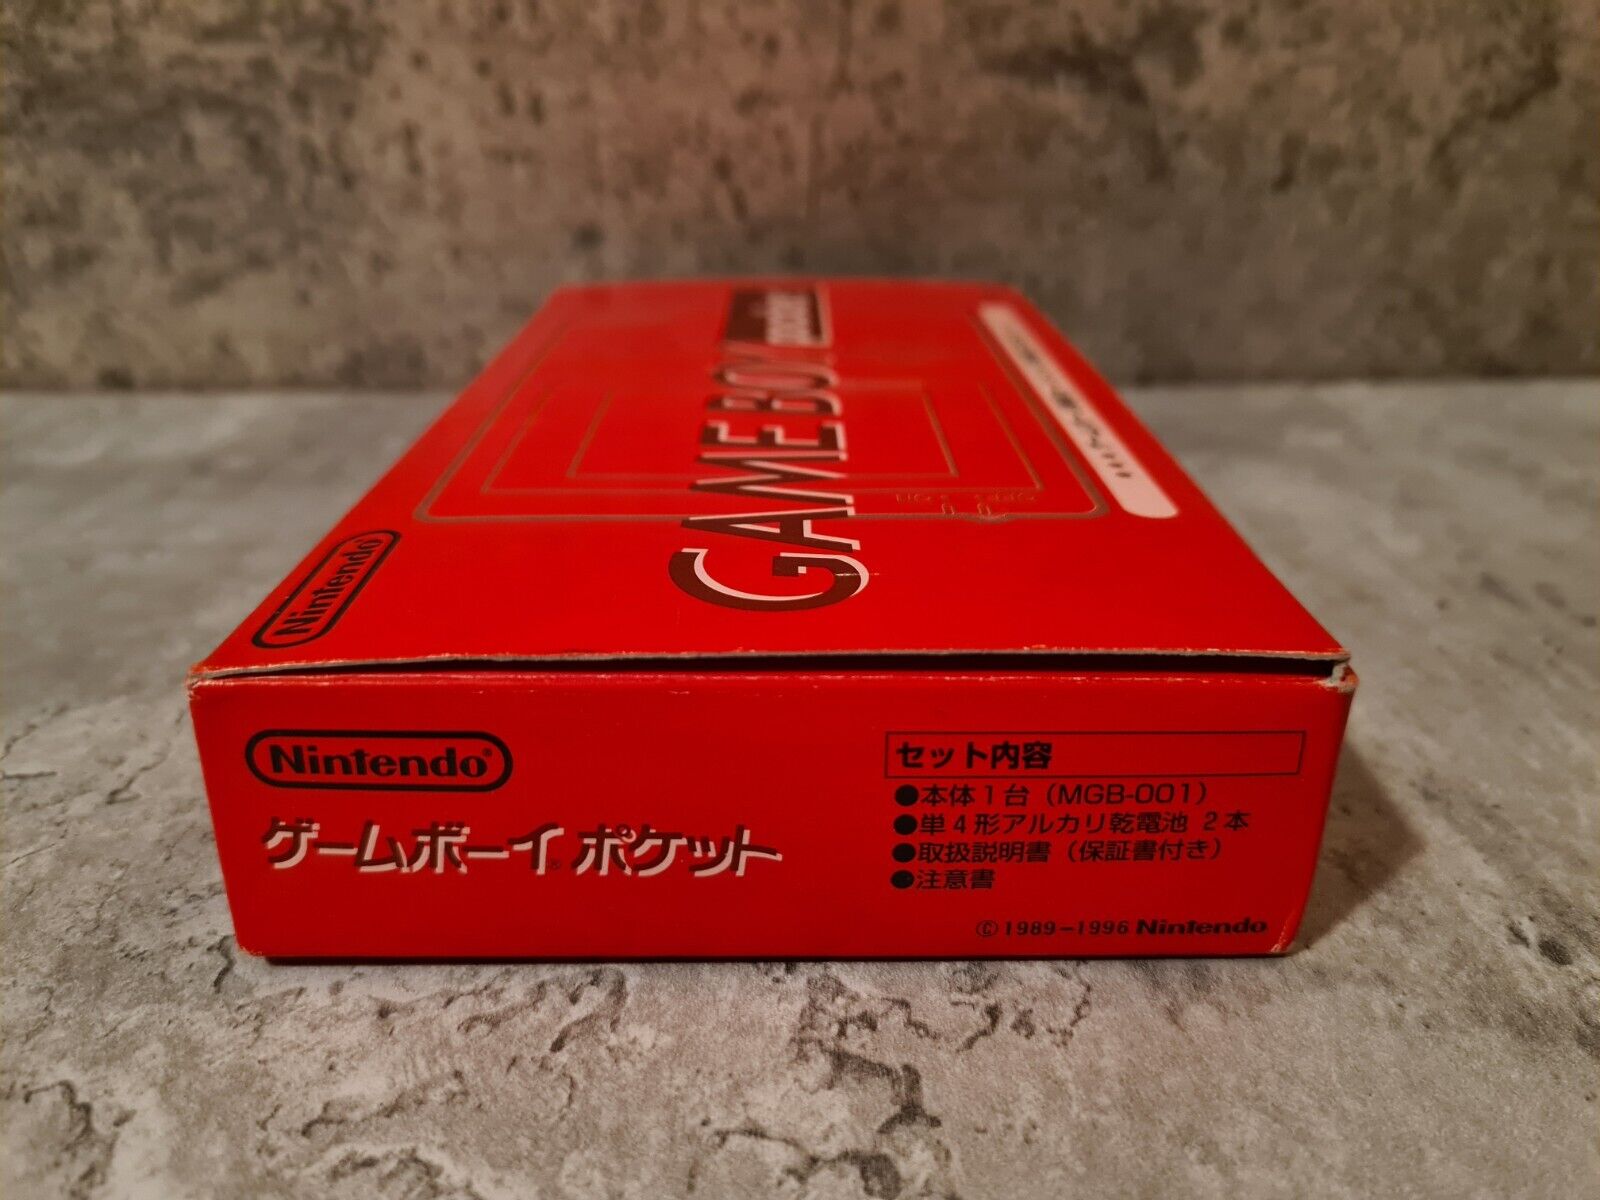 GAME BOY pocket
Nintendo
Nintendo®
ゲームボーイ® ポケット
セット内容
●本体1台（MGB-001）
●単4形アルカリ乾電池 2本
●取扱説明書（保証書付き）
●注意書
©1989-1996 Nintendo